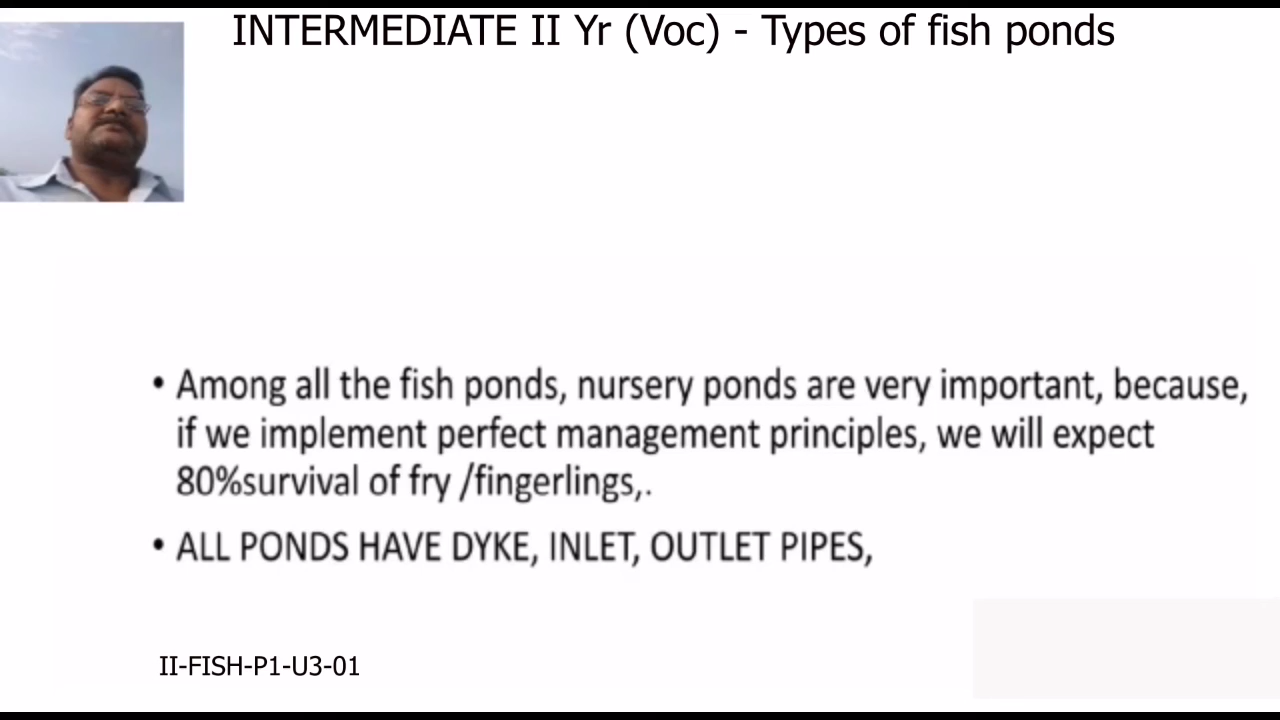 INTERMEDIATE II Yr (Voc) - Types of fish ponds
• Among all the fish ponds, nursery ponds are very important, because,
if we implement perfect management principles, we will expect
80%survival of fry /fingerlings,.
• ALL PONDS HAVE DYKE, INLET, OUTLET PIPES,
II-FISH-P1-U3-01